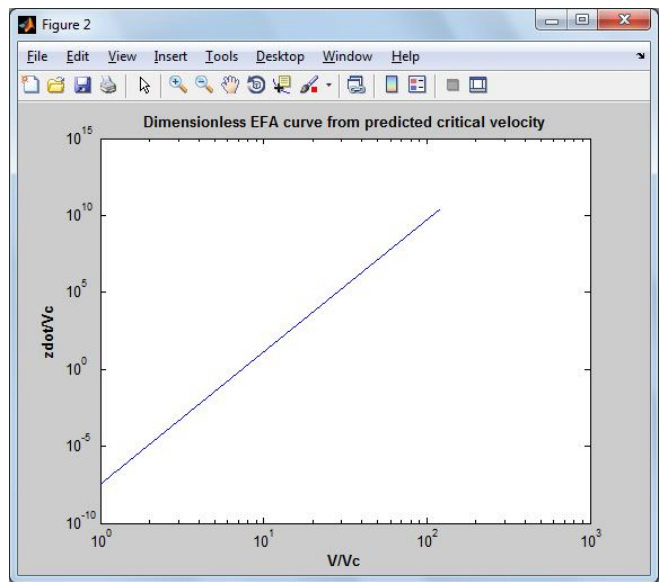 Figure 2
File Edit View Insert Tools Desktop Window Help
Dimensionless EFA curve from predicted critical velocity
10^15
10^10
10^5
10^0
10^-5
10^-10
zdot/Vc
10^0 10^1 10^2 10^3
V/Vc